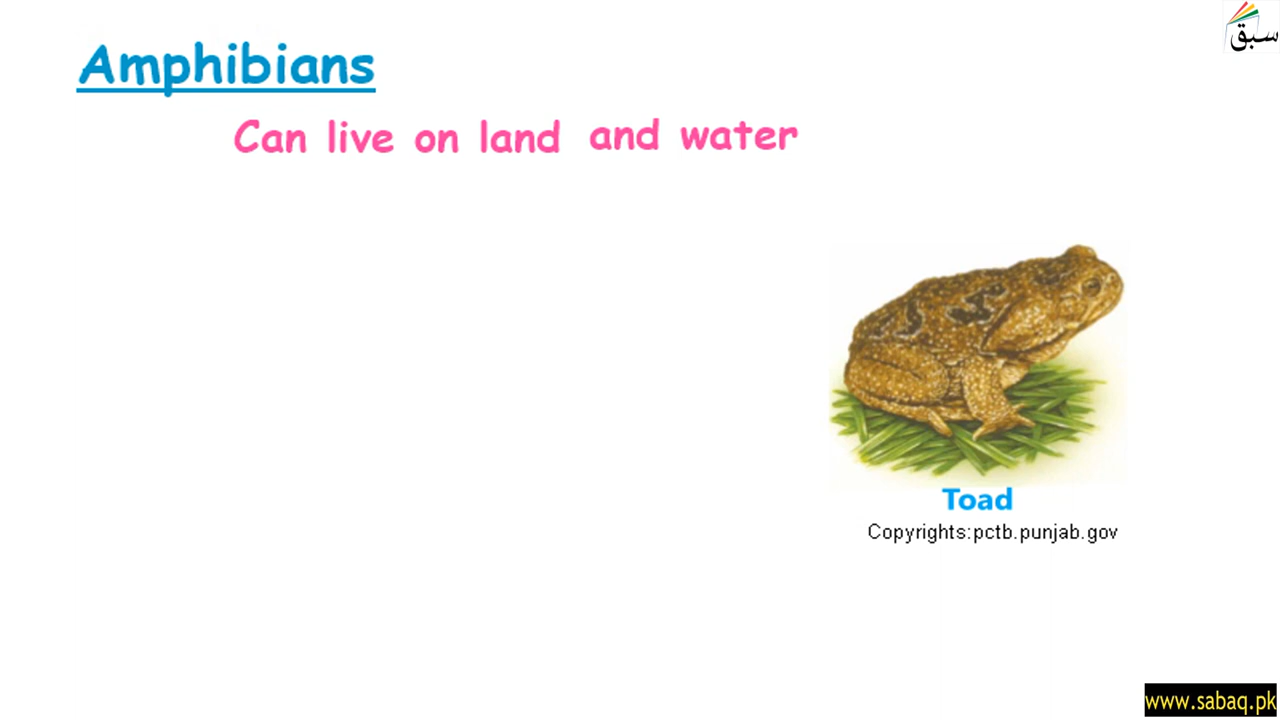 سبق
Amphibians
Can live on land and water
Toad
Copyrights:pctb.punjab.gov
www.sabaq.pk